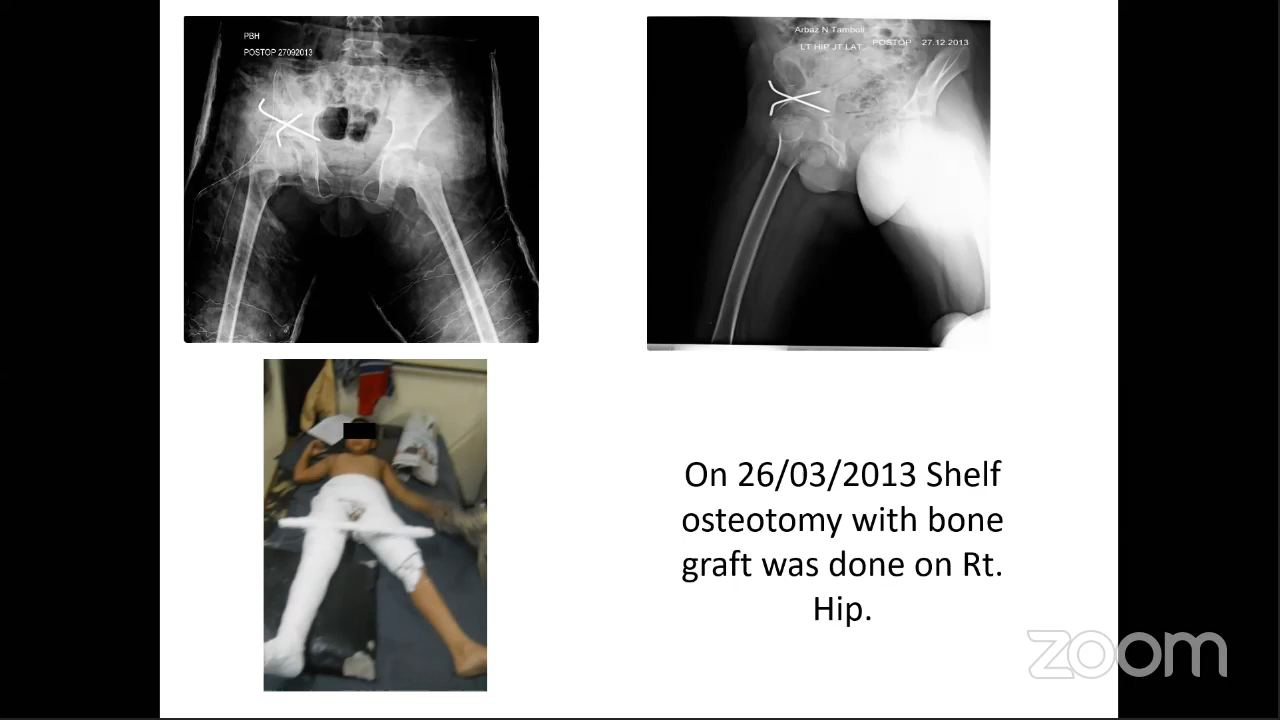 PBH
POSTOP 27092013
Arbaz N Tamboli
LT HIP JT LAT. POSTOP 27.12.2013
On 26/03/2013 Shelf
osteotomy with bone
graft was done on Rt.
Hip.
zoom